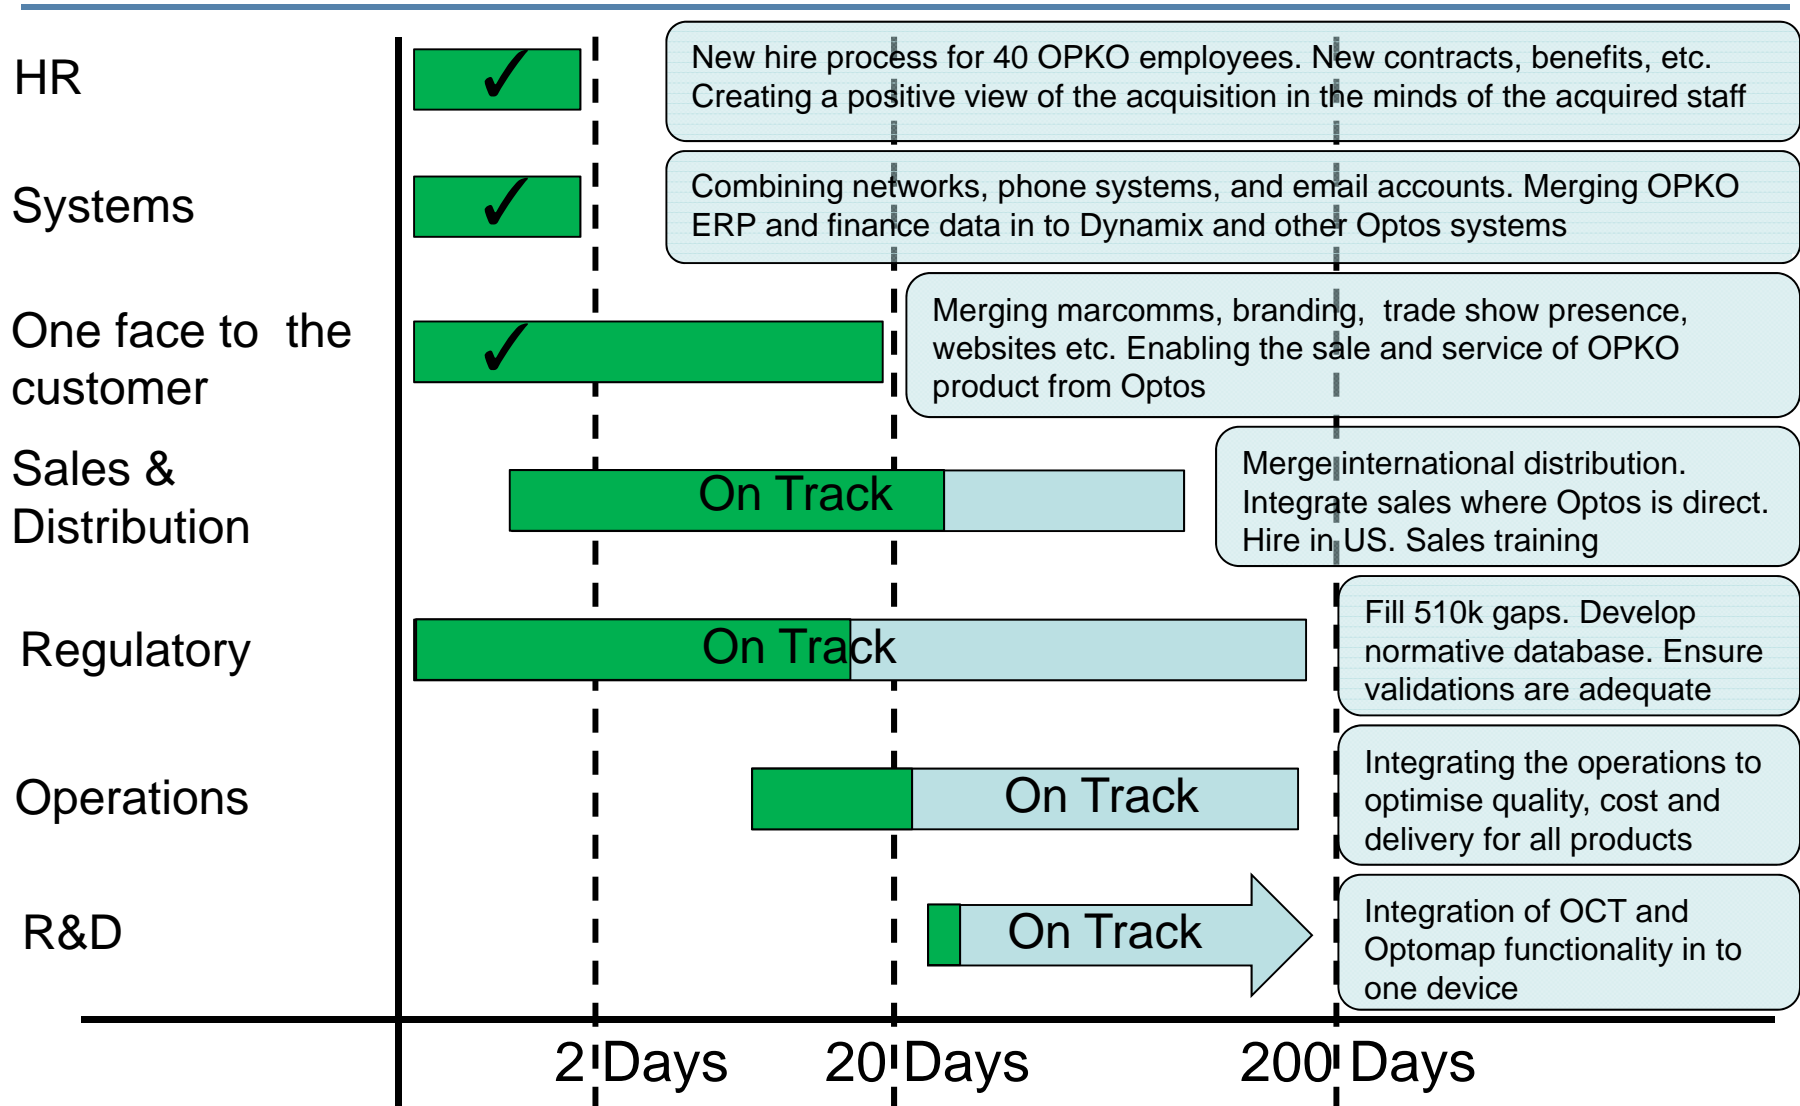 HR
New hire process for 40 OPKO employees. New contracts, benefits, etc.
Creating a positive view of the acquisition in the minds of the acquired staff
Systems
Combining networks, phone systems, and email accounts. Merging OPKO
ERP and finance data in to Dynamix and other Optos systems
One face to the
customer
Merging marcomms, branding, trade show presence,
websites etc. Enabling the sale and service of OPKO
product from Optos
Sales &
Distribution
On Track
Merge international distribution.
Integrate sales where Optos is direct.
Hire in US. Sales training
Regulatory
On Track
Fill 510k gaps. Develop
normative database. Ensure
validations are adequate
Operations
On Track
Integrating the operations to
optimise quality, cost and
delivery for all products
R&D
On Track
Integration of OCT and
Optomap functionality in to
one device
2 Days
20 Days
200 Days